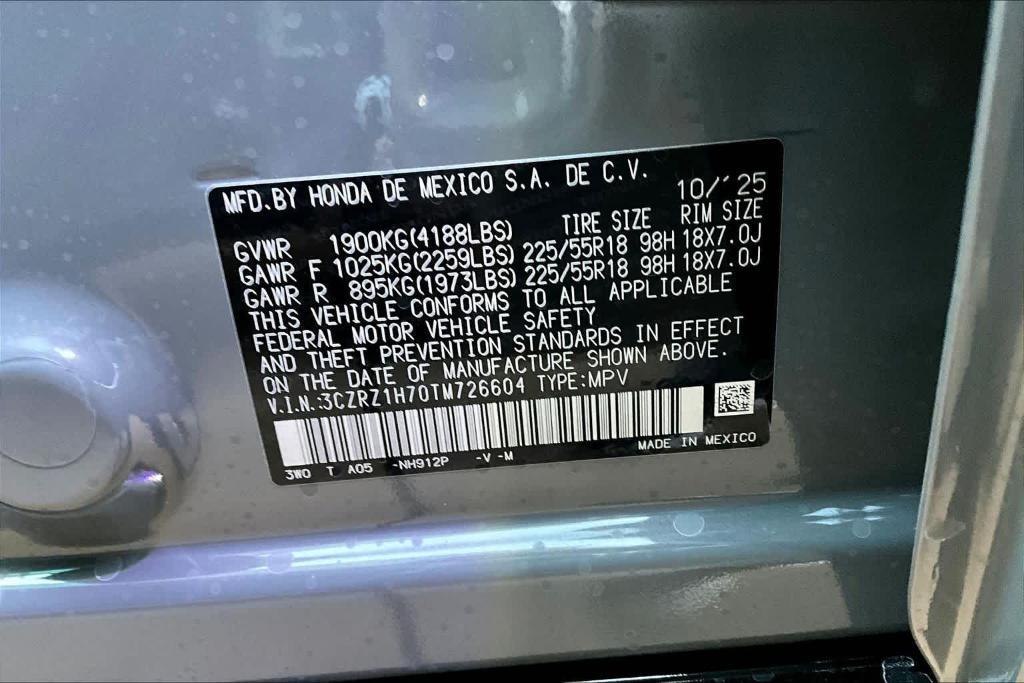 MFD.BY HONDA DE MEXICO S.A. DE C.V. 10/'25
TIRE SIZE RIM SIZE
GVWR 1900KG(4188LBS)
GAWR F 1025KG(2259LBS) 225/55R18 98H 18X7.0J
GAWR R 895KG(1973LBS) 225/55R18 98H 18X7.0J
THIS VEHICLE CONFORMS TO ALL APPLICABLE
FEDERAL MOTOR VEHICLE SAFETY
AND THEFT PREVENTION STANDARDS IN EFFECT
ON THE DATE OF MANUFACTURE SHOWN ABOVE.
V.I.N.:3CZRZ1H70TM726604 TYPE:MPV
MADE IN MEXICO
3W0 T A05 -NH912P -V -M